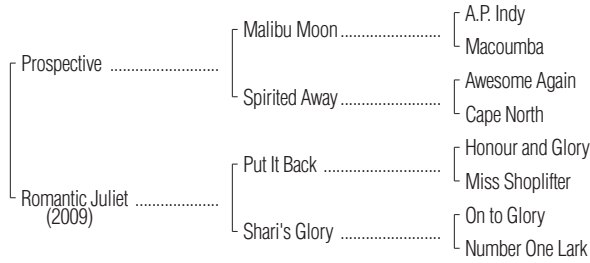 A.P. Indy
Malibu Moon ........................
Macoumba
Prospective ..........................
Awesome Again
Spirited Away ........................
Cape North
Honour and Glory
Put It Back ............................
Miss Shoplifter
Romantic Juliet ....................
(2009)
On to Glory
Shari's Glory ........................
Number One Lark